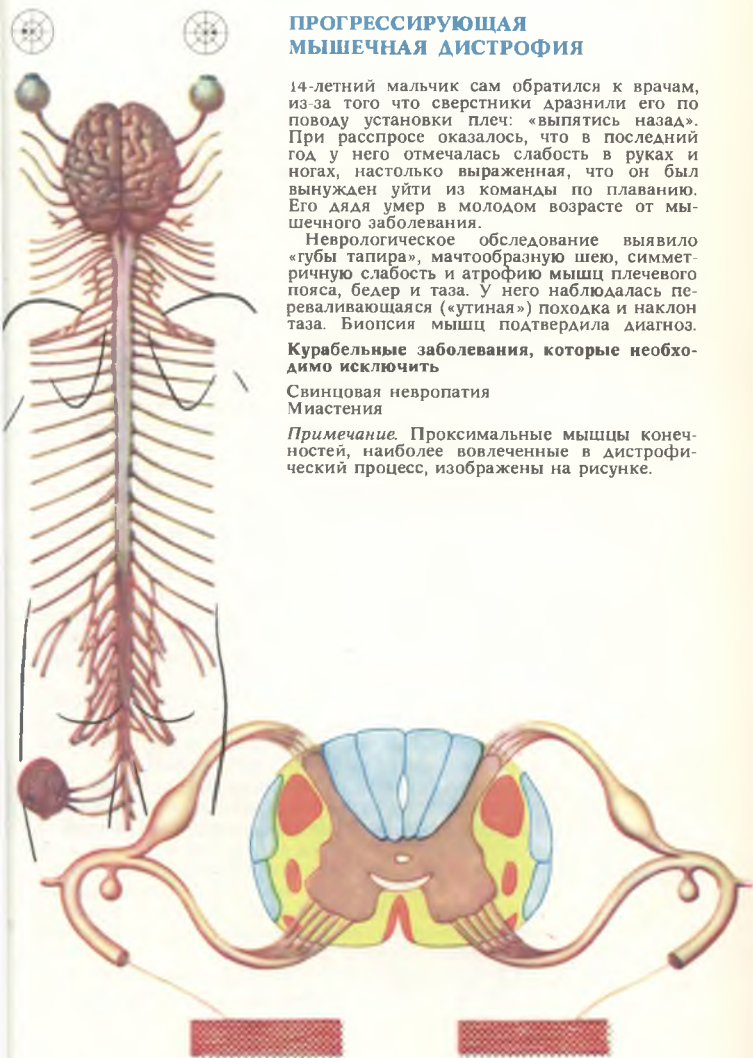 ПРОГРЕССИРУЮЩАЯ
МЫШЕЧНАЯ ДИСТРОФИЯ
14-летний мальчик сам обратился к врачам,
из-за того что сверстники дразнили его по
поводу установки плеч: «выпятись назад».
При расспросе оказалось, что в последний
год у него отмечалась слабость в руках и
ногах, настолько выраженная, что он был
вынужден уйти из команды по плаванию.
Его дядя умер в молодом возрасте от мы-
шечного заболевания.
Неврологическое обследование выявило
«губы тапира», мачтообразную шею, симмет-
ричную слабость и атрофию мышц плечевого
пояса, бедер и таза. У него наблюдалась пе-
реваливающаяся («утиная») походка и наклон
таза. Биопсия мышц подтвердила диагноз.
Курабельные заболевания, которые необхо-
димо исключить
Свинцовая невропатия
Миастения
Примечание. Проксимальные мышцы конеч-
ностей, наиболее вовлеченные в дистрофи-
ческий процесс, изображены на рисунке.